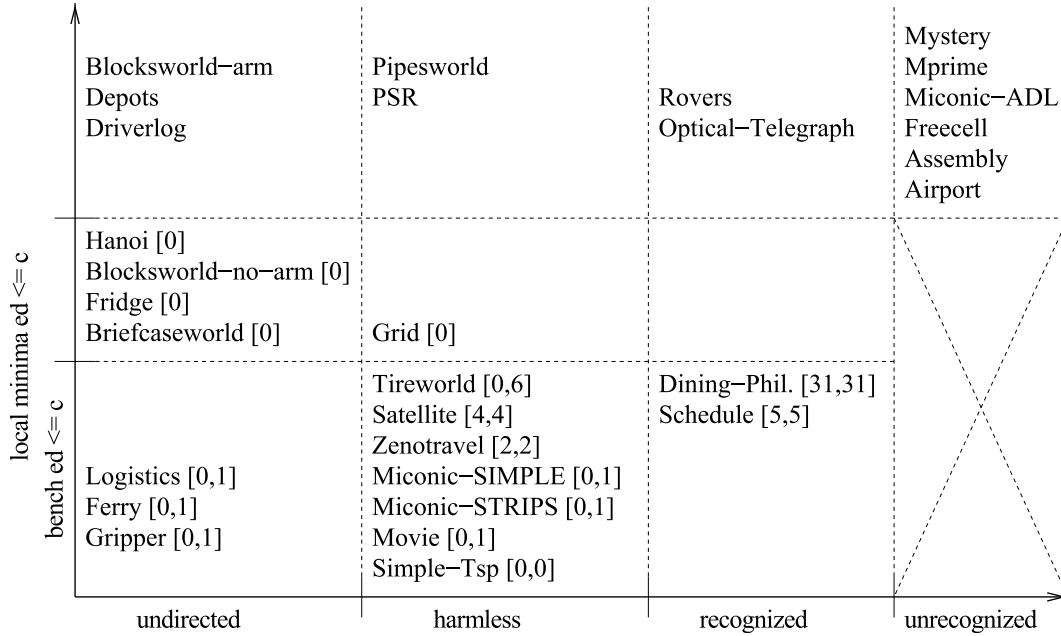 Mystery
Mprime
Miconic−ADL
Freecell
Assembly
Airport
Blocksworld−arm
Depots
Driverlog
Pipesworld
PSR
Rovers
Optical−Telegraph
local minima ed <= c
Hanoi [0]
Blocksworld−no−arm [0]
Fridge [0]
Briefcaseworld [0]
Grid [0]
bench ed <= c
Logistics [0,1]
Ferry [0,1]
Gripper [0,1]
Tireworld [0,6]
Satellite [4,4]
Zenotravel [2,2]
Miconic−SIMPLE [0,1]
Miconic−STRIPS [0,1]
Movie [0,1]
Simple−Tsp [0,0]
Dining−Phil. [31,31]
Schedule [5,5]
undirected
harmless
recognized
unrecognized